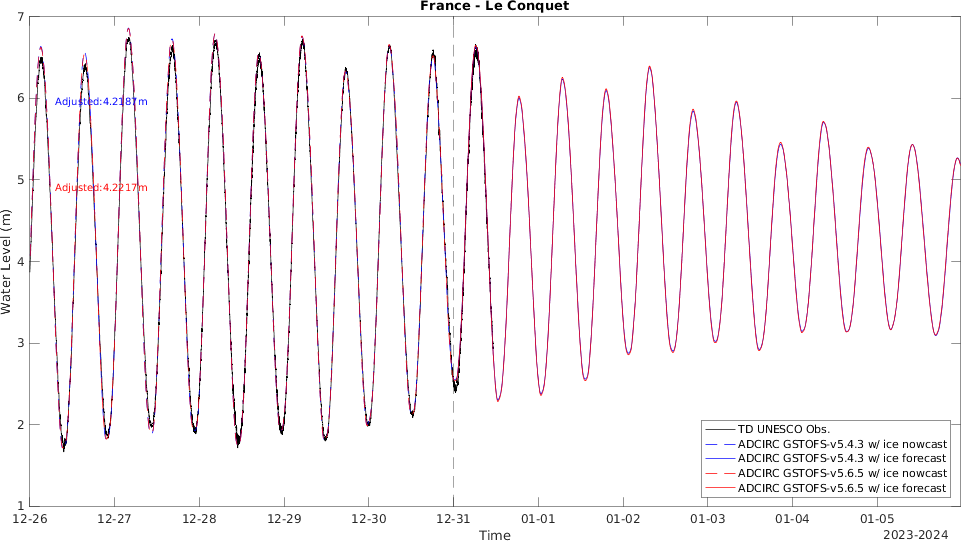 France - Le Conquet
7
6
5
4
3
2
1
Water Level (m)
Adjusted:4.2187m
Adjusted:4.2217m
TD UNESCO Obs.
ADCIRC GSTOFS-v5.4.3 w/ ice nowcast
ADCIRC GSTOFS-v5.4.3 w/ ice forecast
ADCIRC GSTOFS-v5.6.5 w/ ice nowcast
ADCIRC GSTOFS-v5.6.5 w/ ice forecast
12-26 12-27 12-28 12-29 12-30 12-31 01-01 01-02 01-03 01-04 01-05
Time
2023-2024